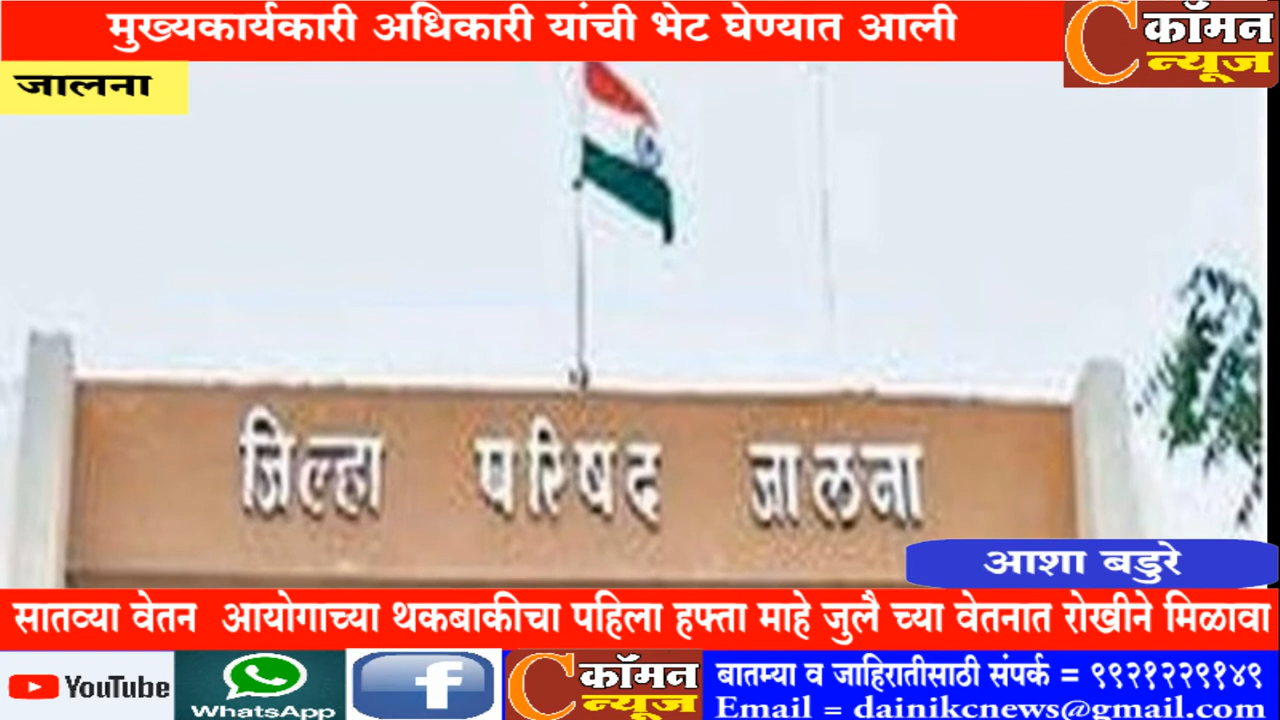 मुख्यकार्यकारी अधिकारी यांची भेट घेण्यात आली
C कॉमन
न्यूज
जालना
जिल्हा परिषद जालना
आशा बडुरे
सातव्या वेतन आयोगाच्या थकबाकीचा पहिला हफ्ता माहे जुलै च्या वेतनात रोखीने मिळावा
YouTube
WhatsApp
f
C कॉमन
न्यूज
बातम्या व जाहिरातीसाठी संपर्क = ९९२१२२९१४९
Email = dainikcnews@gmail.com